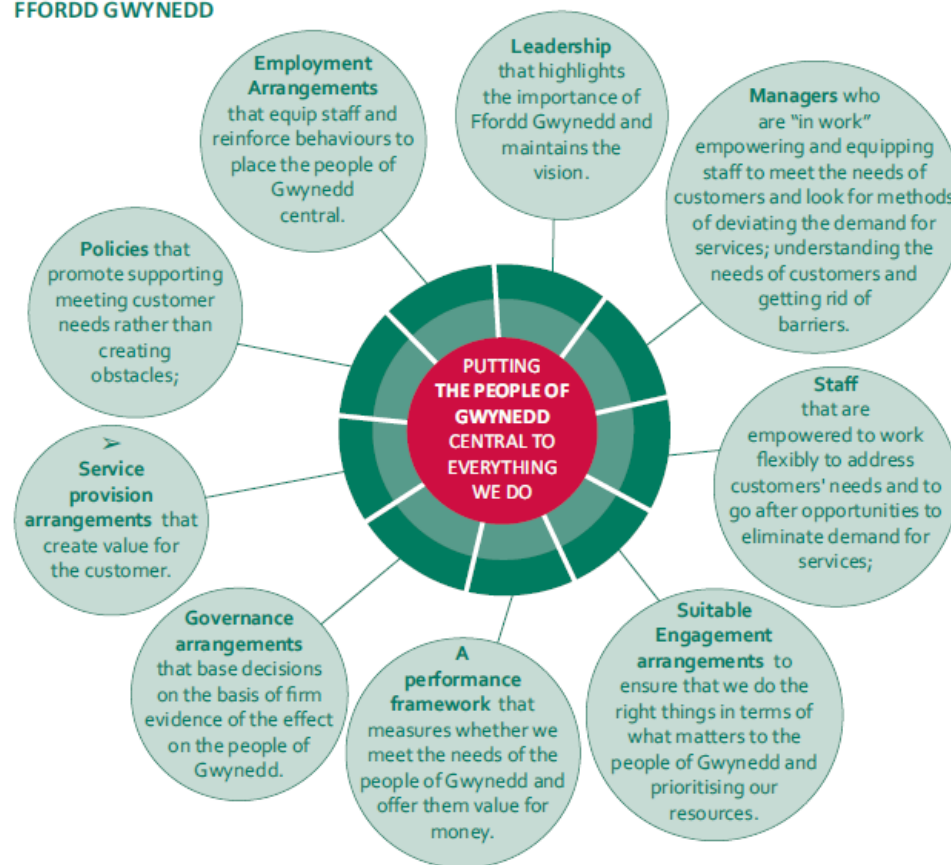 FFORDD GWYNEDD
Leadership
that highlights
the importance of
Ffordd Gwynedd and
maintains the
vision.
Managers who
are “in work”
empowering and equipping
staff to meet the needs of
customers and look for methods
of deviating the demand for
services; understanding the
needs of customers and
getting rid of
barriers.
Staff
that are
empowered to work
flexibly to address
customers' needs and to
go after opportunities to
eliminate demand for
services;
Suitable
Engagement
arrangements to
ensure that we do the
right things in terms of
what matters to the
people of Gwynedd and
prioritising our
resources.
A
performance
framework that
measures whether we
meet the needs of the
people of Gwynedd and
offer them value for
money.
Governance
arrangements
that base decisions
on the basis of firm
evidence of the effect
on the people of
Gwynedd.
➢
Service
provision
arrangements that
create value for
the customer.
Policies that
promote supporting
meeting customer
needs rather than
creating
obstacles;
Employment
Arrangements
that equip staff and
reinforce behaviours to
place the people of
Gwynedd
central.
PUTTING
THE PEOPLE OF
GWYNEDD
CENTRAL TO
EVERYTHING
WE DO